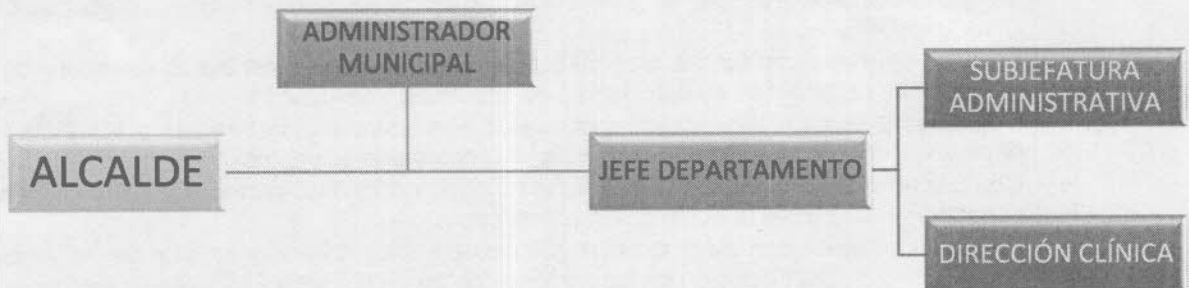 ADMINISTRADOR
MUNICIPAL
SUBJEFATURA
ADMINISTRATIVA
ALCALDE
JEFE DEPARTAMENTO
DIRECCIÓN CLÍNICA